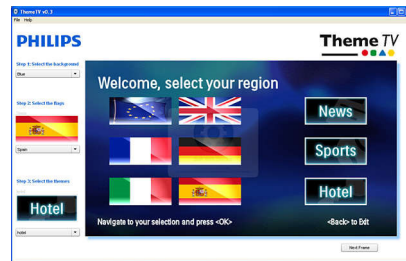 ThemeTV v0.3
File Help
PHILIPS
Theme TV
Step 1: Select the background
Blue
Step 2: Select the flags
Spain
Step 3: Select the themes
Hotel
Hotel
Welcome, select your region
News
Sports
Hotel
Navigate to your selection and press <OK>
<Back> to Exit
Next Frame